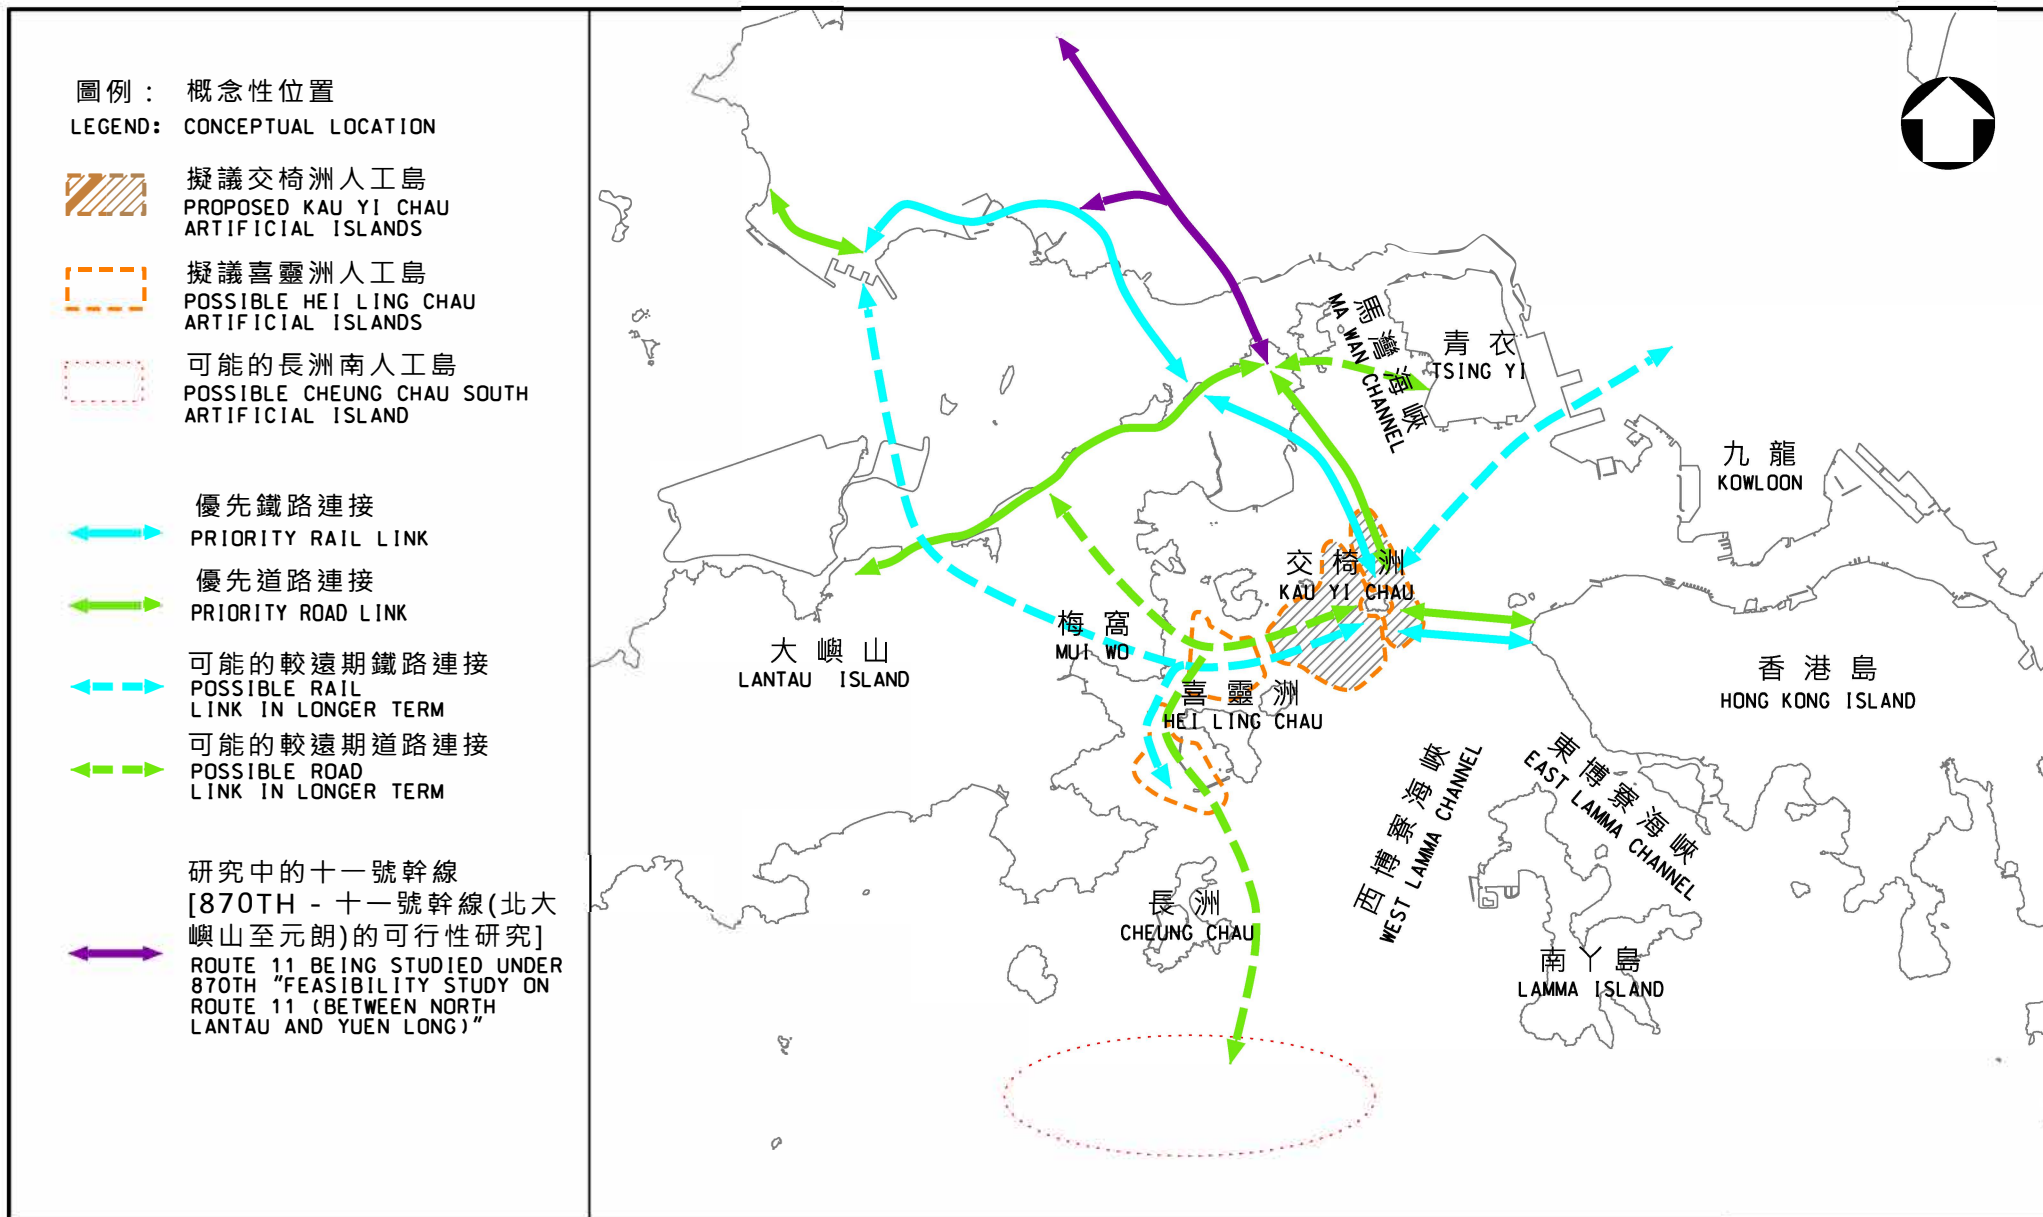 圖例： 概念性位置
LEGEND: CONCEPTUAL LOCATION
擬議交椅洲人工島
PROPOSED KAU YI CHAU
ARTIFICIAL ISLANDS
擬議喜靈洲人工島
POSSIBLE HEI LING CHAU
ARTIFICIAL ISLANDS
可能的長洲南人工島
POSSIBLE CHEUNG CHAU SOUTH
ARTIFICIAL ISLAND
優先鐵路連接
PRIORITY RAIL LINK
優先道路連接
PRIORITY ROAD LINK
可能的較遠期鐵路連接
POSSIBLE RAIL
LINK IN LONGER TERM
可能的較遠期道路連接
POSSIBLE ROAD
LINK IN LONGER TERM
研究中的十一號幹線
[870TH - 十一號幹線(北大
嶼山至元朗)的可行性研究]
ROUTE 11 BEING STUDIED UNDER
870TH "FEASIBILITY STUDY ON
ROUTE 11 (BETWEEN NORTH
LANTAU AND YUEN LONG)"
馬灣海峽
MA WAN CHANNEL
青衣
TSING YI
九龍
KOWLOON
交椅洲
KAU YI CHAU
梅窩
MUI WO
大嶼山
LANTAU ISLAND
喜靈洲
HEI LING CHAU
香港島
HONG KONG ISLAND
西博寮海峽
WEST LAMMA CHANNEL
東博寮海峽
EAST LAMMA CHANNEL
長洲
CHEUNG CHAU
南丫島
LAMMA ISLAND